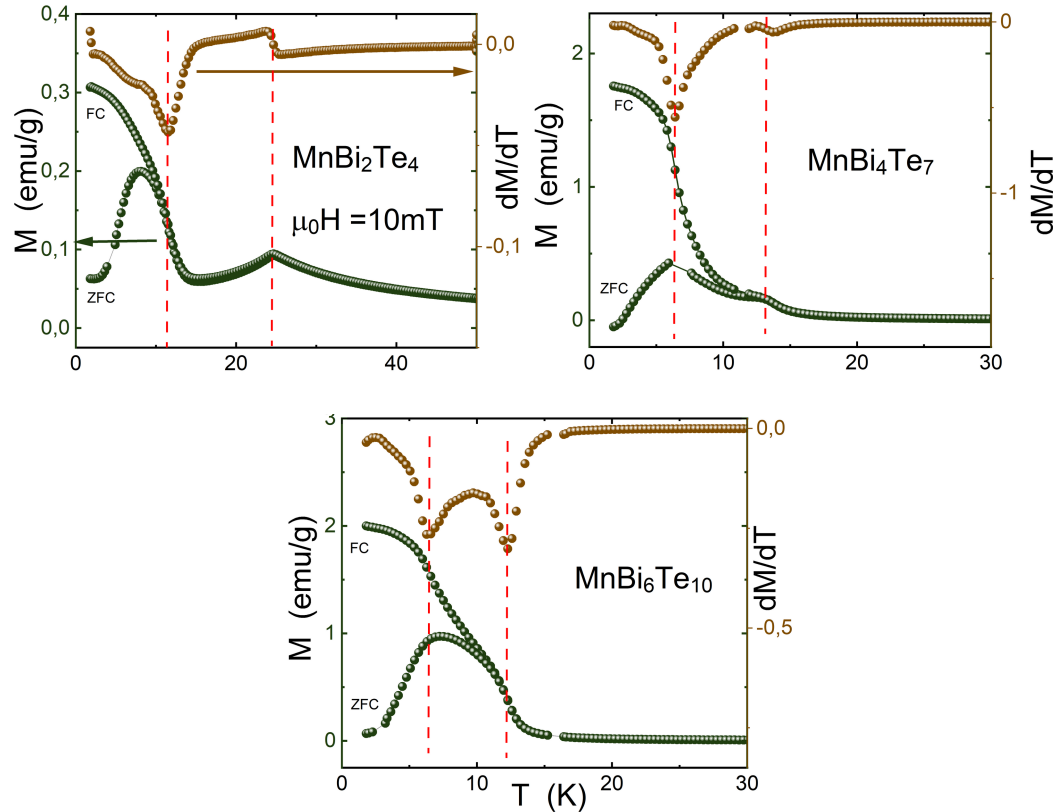 0,4
0,3
0,2
0,1
0,0
M (emu/g)
FC
ZFC
MnBi₂Te₄
μ₀H =10mT
0,0
-0,1
dM/dT
0
20
40
2
1
0
M (emu/g)
FC
ZFC
MnBi₄Te₇
0
-1
dM/dT
0
10
20
30
3
2
1
0
M (emu/g)
FC
ZFC
MnBi₆Te₁₀
0,0
-0,5
dM/dT
0
10
20
30
T (K)